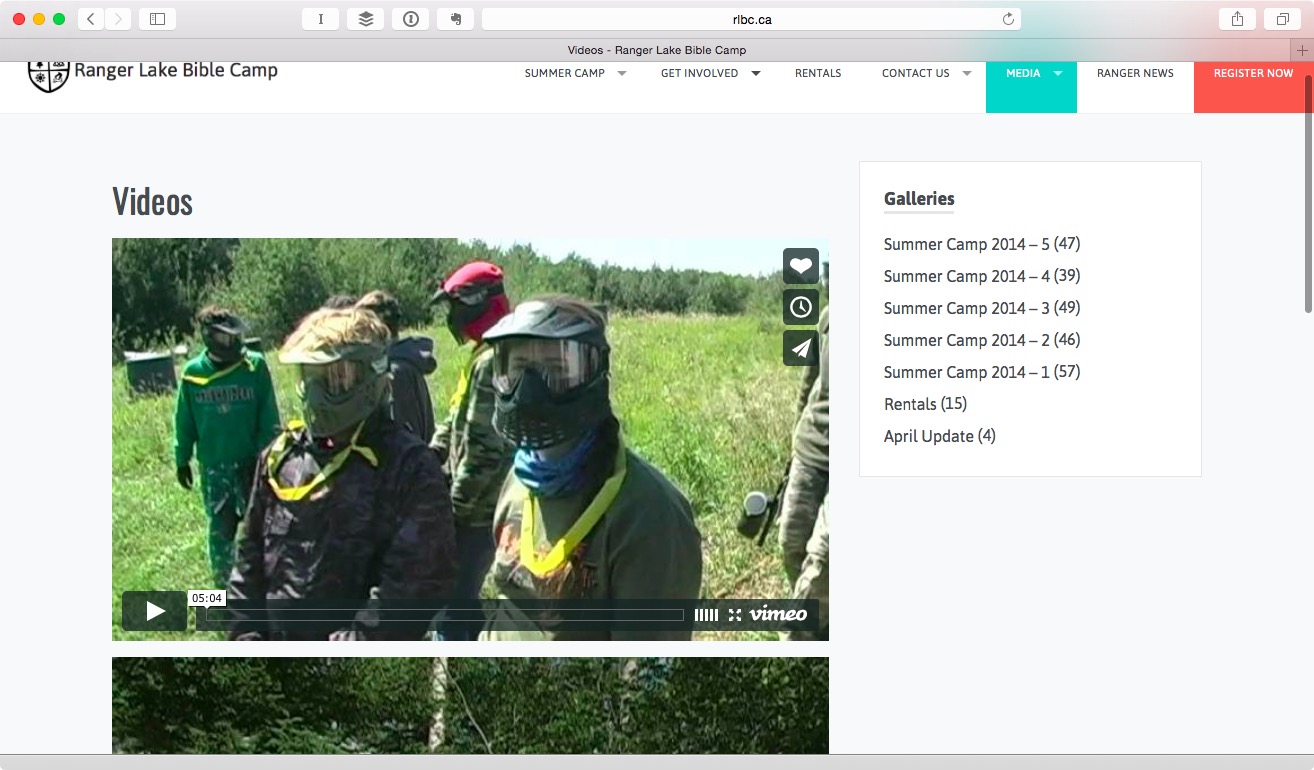 rlbc.ca
Videos - Ranger Lake Bible Camp
Ranger Lake Bible Camp
SUMMER CAMP
GET INVOLVED
RENTALS
CONTACT US
MEDIA
RANGER NEWS
REGISTER NOW
Videos
05:04
vimeo
Galleries
Summer Camp 2014 – 5 (47)
Summer Camp 2014 – 4 (39)
Summer Camp 2014 – 3 (49)
Summer Camp 2014 – 2 (46)
Summer Camp 2014 – 1 (57)
Rentals (15)
April Update (4)